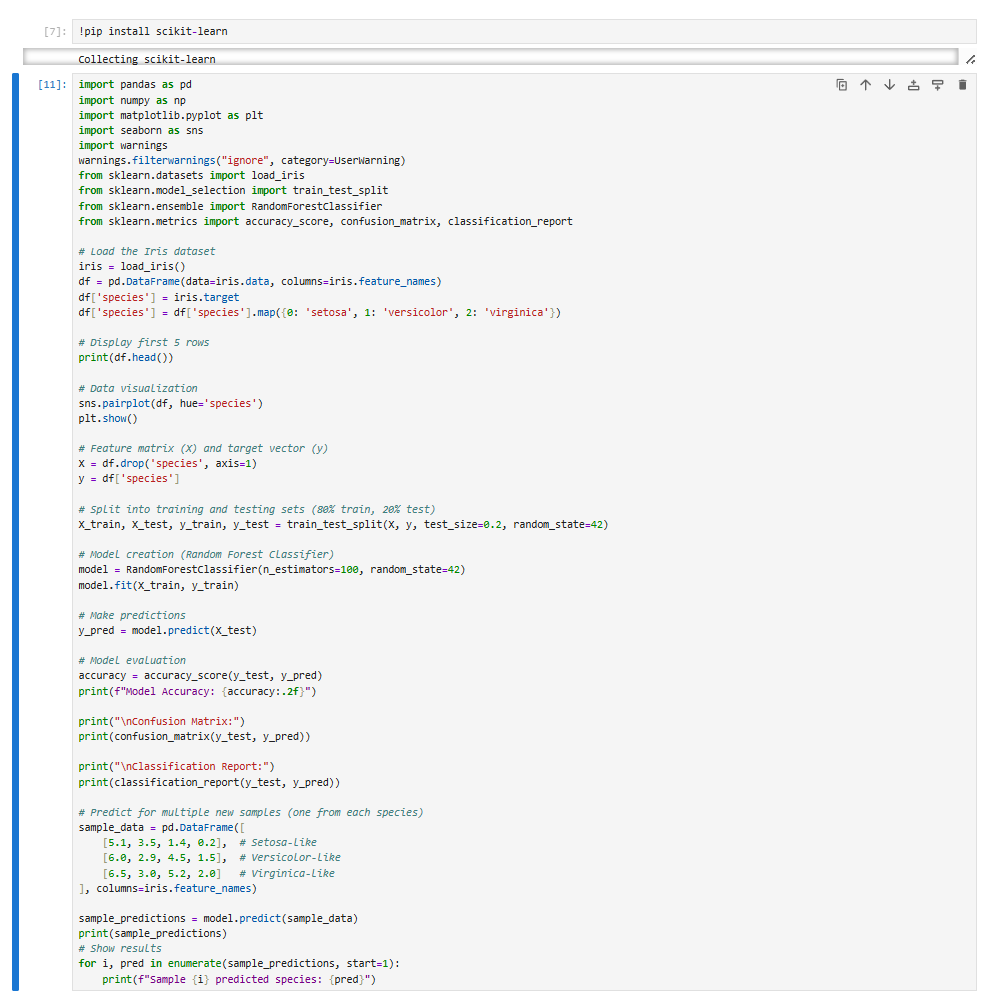 [7]: !pip install scikit-learn
Collecting scikit-learn
[11]: import pandas as pd
import numpy as np
import matplotlib.pyplot as plt
import seaborn as sns
import warnings
warnings.filterwarnings("ignore", category=UserWarning)
from sklearn.datasets import load_iris
from sklearn.model_selection import train_test_split
from sklearn.ensemble import RandomForestClassifier
from sklearn.metrics import accuracy_score, confusion_matrix, classification_report

# Load the Iris dataset
iris = load_iris()
df = pd.DataFrame(data=iris.data, columns=iris.feature_names)
df['species'] = iris.target
df['species'] = df['species'].map({0: 'setosa', 1: 'versicolor', 2: 'virginica'})

# Display first 5 rows
print(df.head())

# Data visualization
sns.pairplot(df, hue='species')
plt.show()

# Feature matrix (X) and target vector (y)
X = df.drop('species', axis=1)
y = df['species']

# Split into training and testing sets (80% train, 20% test)
X_train, X_test, y_train, y_test = train_test_split(X, y, test_size=0.2, random_state=42)

# Model creation (Random Forest Classifier)
model = RandomForestClassifier(n_estimators=100, random_state=42)
model.fit(X_train, y_train)

# Make predictions
y_pred = model.predict(X_test)

# Model evaluation
accuracy = accuracy_score(y_test, y_pred)
print(f"Model Accuracy: {accuracy:.2f}")

print("\nConfusion Matrix:")
print(confusion_matrix(y_test, y_pred))

print("\nClassification Report:")
print(classification_report(y_test, y_pred))

# Predict for multiple new samples (one from each species)
sample_data = pd.DataFrame([
    [5.1, 3.5, 1.4, 0.2],  # Setosa-like
    [6.0, 2.9, 4.5, 1.5],  # Versicolor-like
    [6.5, 3.0, 5.2, 2.0]   # Virginica-like
], columns=iris.feature_names)

sample_predictions = model.predict(sample_data)
print(sample_predictions)
# Show results
for i, pred in enumerate(sample_predictions, start=1):
    print(f"Sample {i} predicted species: {pred}")